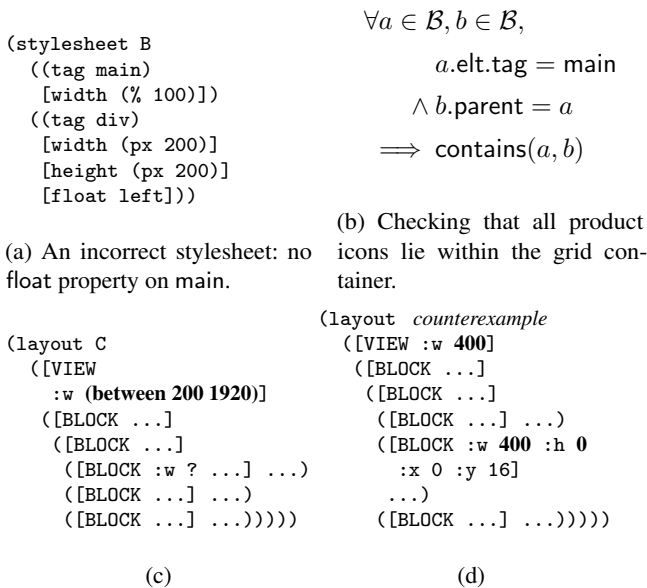 (stylesheet B
  ((tag main)
   [width (% 100)])
  ((tag div)
   [width (px 200)]
   [height (px 200)]
   [float left]))
(a) An incorrect stylesheet: no
float property on main.
∀a ∈ ℬ, b ∈ ℬ,
a.elt.tag = main
∧ b.parent = a
⟹ contains(a, b)
(b) Checking that all product
icons lie within the grid con-
tainer.
(layout C
  ([VIEW
    :w (between 200 1920)]
   ([BLOCK ...]
    ([BLOCK ...]
     ([BLOCK :w ? ...] ...)
     ([BLOCK ...] ...)
     ([BLOCK ...] ...)))))
(c)
(layout counterexample
  ([VIEW :w 400]
   ([BLOCK ...]
    ([BLOCK ...]
     ([BLOCK ...] ...)
     ([BLOCK :w 400 :h 0
       :x 0 :y 16]
      ...)
     ([BLOCK ...] ...)))))
(d)